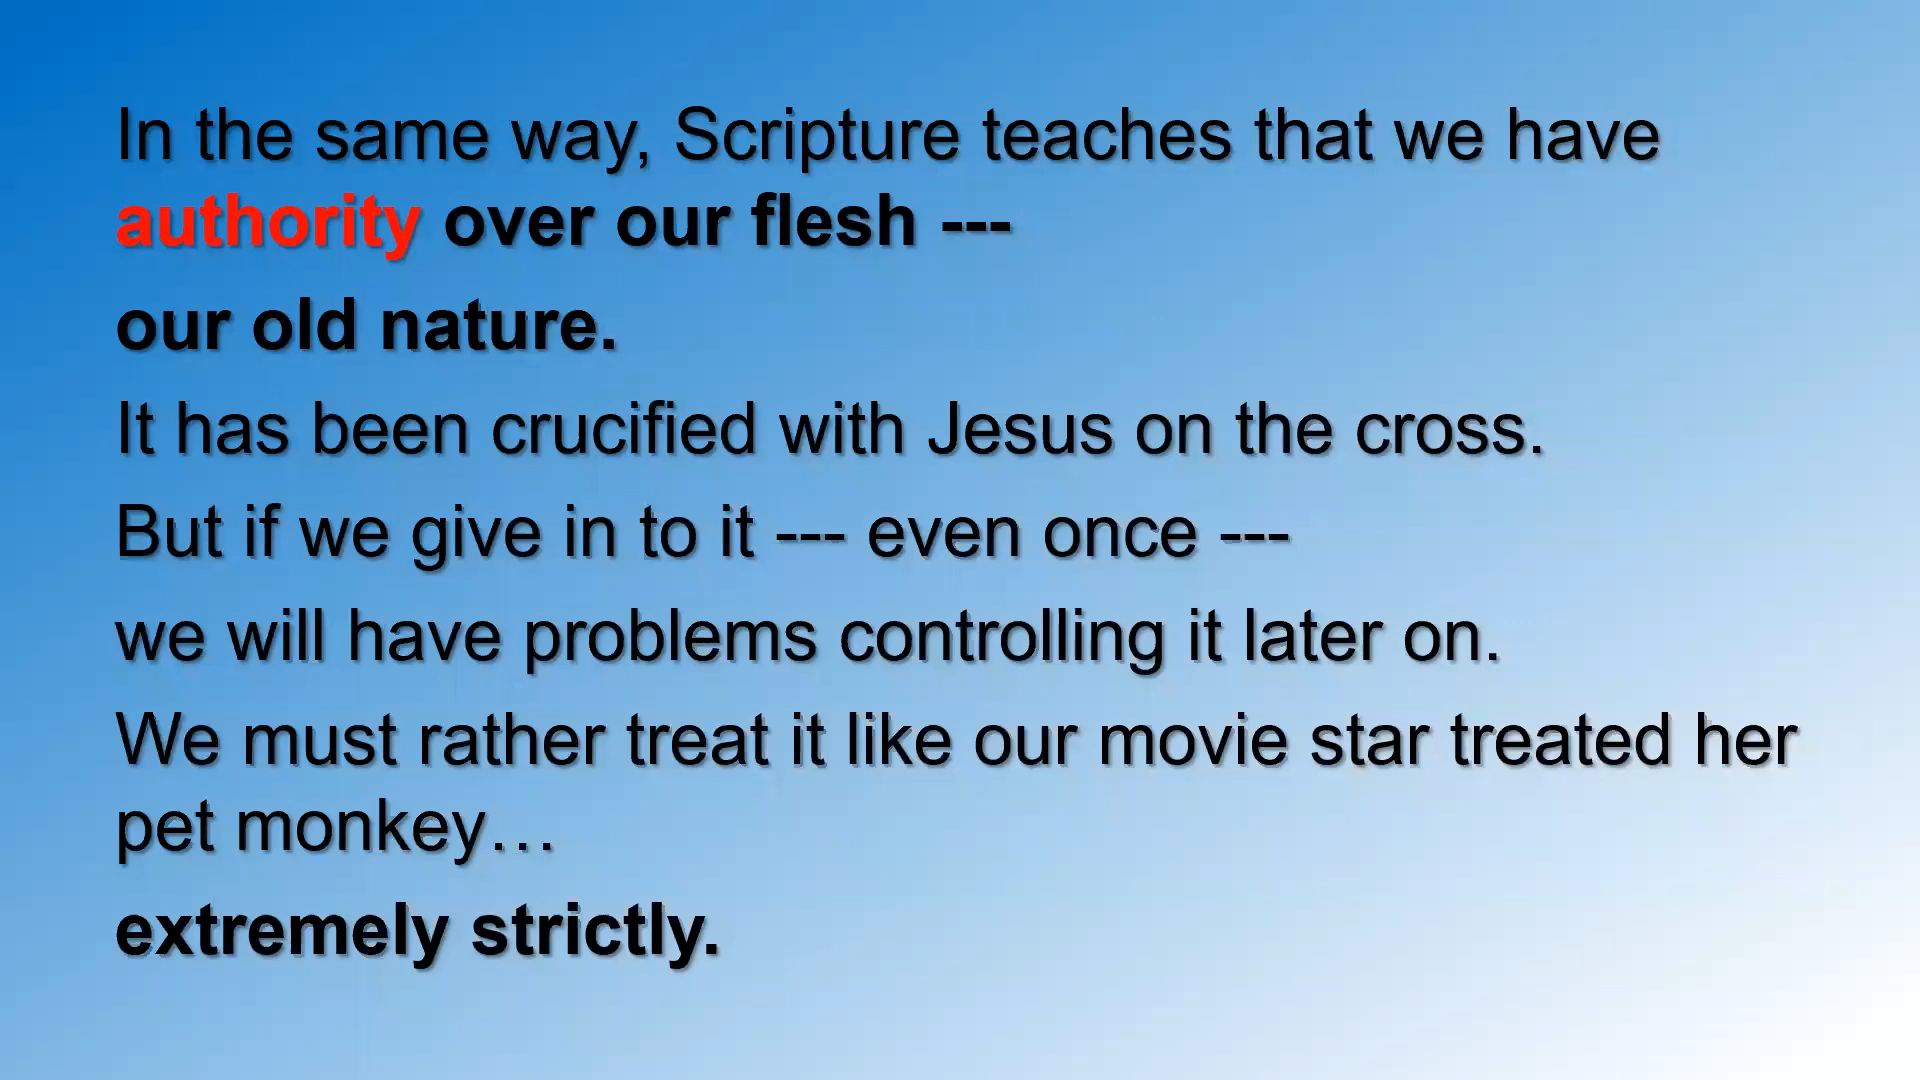 In the same way, Scripture teaches that we have
authority over our flesh ---
our old nature.
It has been crucified with Jesus on the cross.
But if we give in to it --- even once ---
we will have problems controlling it later on.
We must rather treat it like our movie star treated her
pet monkey…
extremely strictly.